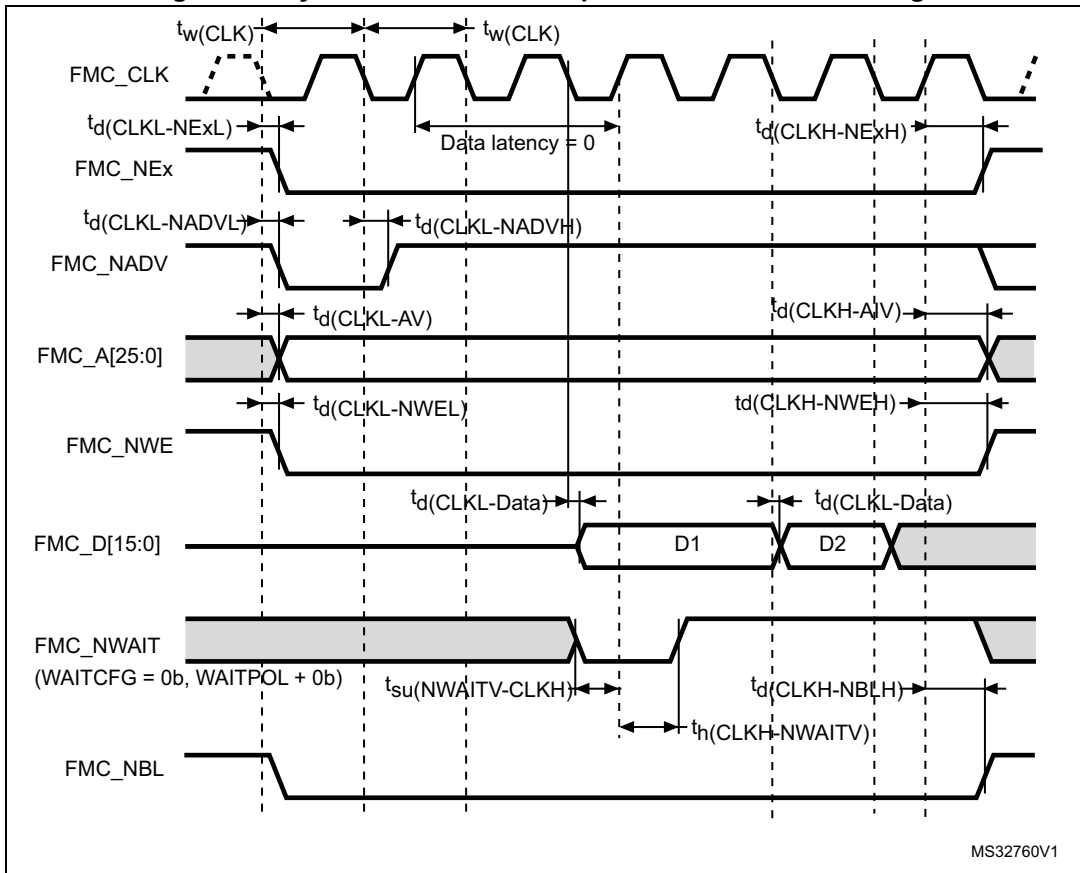 tw(CLK) tw(CLK)
FMC_CLK
td(CLKL-NExL) Data latency = 0 td(CLKH-NExH)
FMC_NEx
td(CLKL-NADVL) td(CLKL-NADVH)
FMC_NADV
td(CLKL-AV) td(CLKH-AIV)
FMC_A[25:0]
td(CLKL-NWEL) td(CLKH-NWEH)
FMC_NWE
td(CLKL-Data) td(CLKL-Data)
FMC_D[15:0] D1 D2
FMC_NWAIT
(WAITCFG = 0b, WAITPOL + 0b)
tsu(NWAITV-CLKH) td(CLKH-NBLH)
th(CLKH-NWAITV)
FMC_NBL
MS32760V1